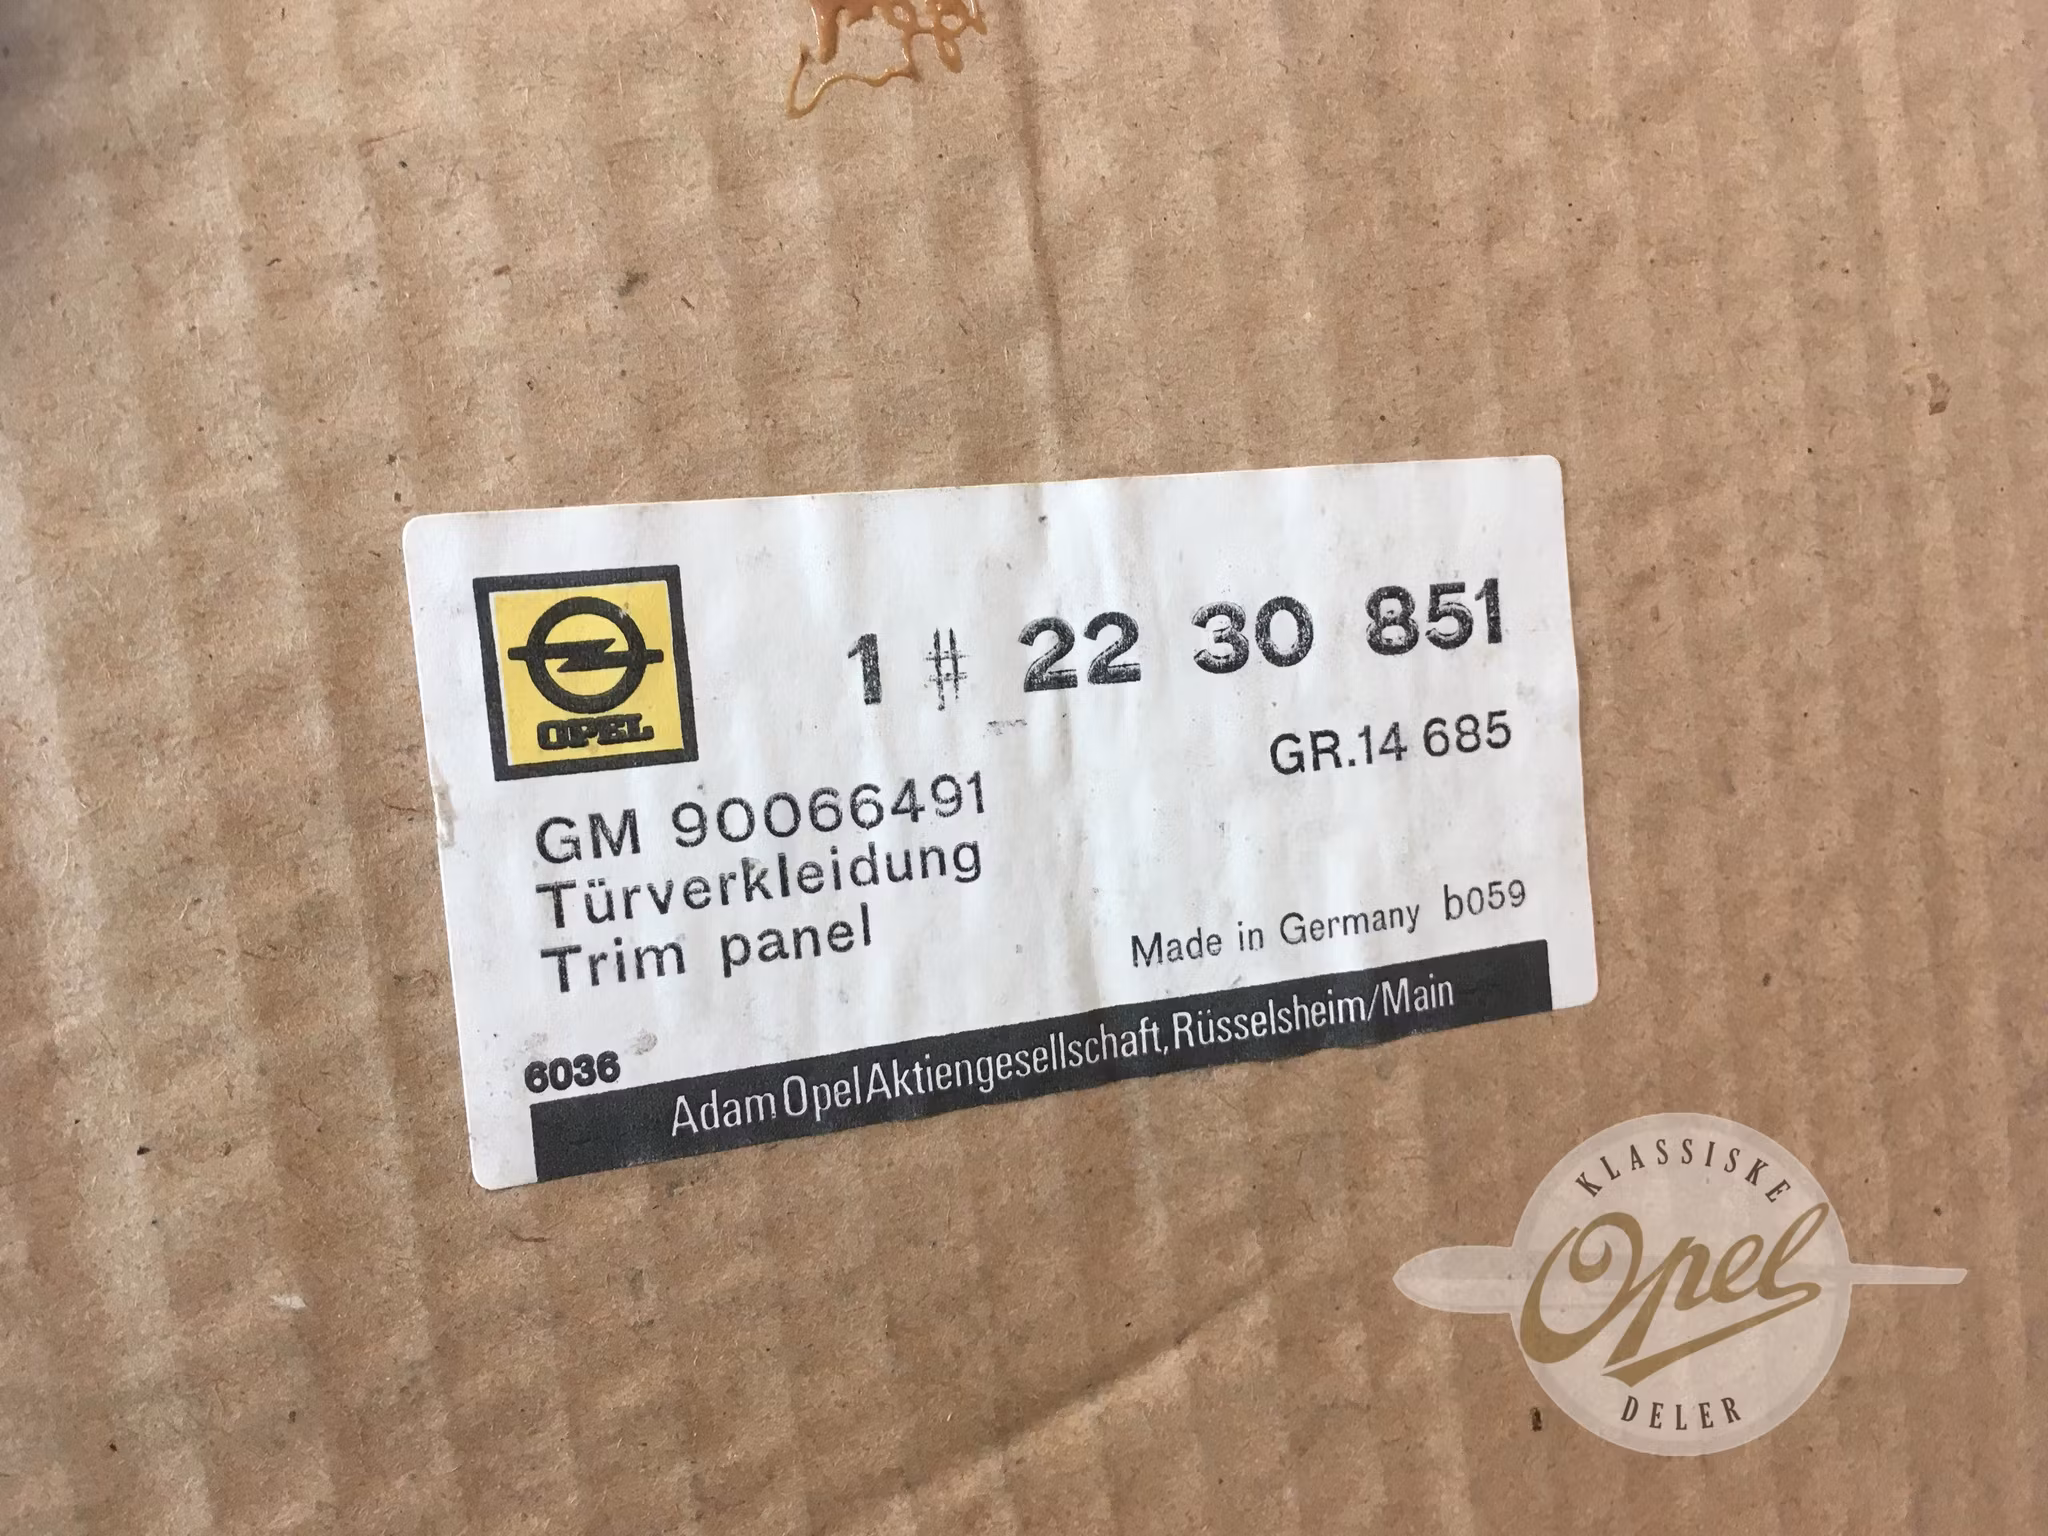 OPEL
1 # 22 30 851
GR.14 685
GM 90066491
Türverkleidung
Trim panel
Made in Germany b059
6036
Adam Opel Aktiengesellschaft, Rüsselsheim/Main
KLASSISKE
Opel
DELER